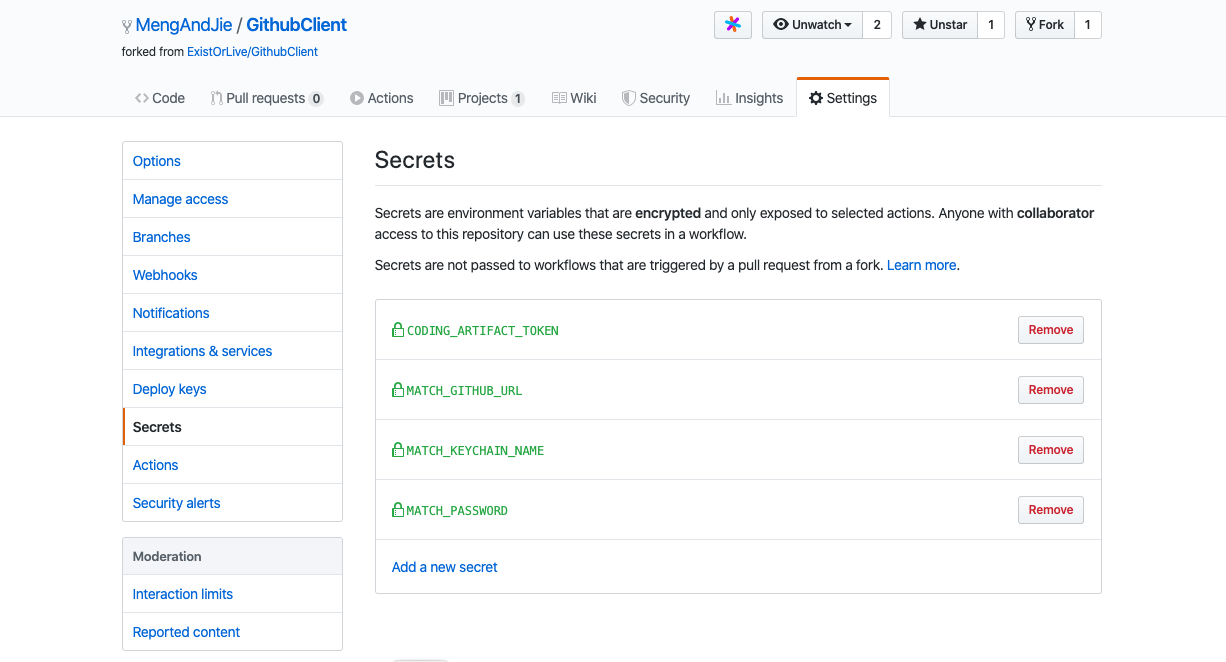 MengAndJie / GithubClient
Unwatch 2
Unstar 1
Fork 1
forked from ExistOrLive/GithubClient
Code
Pull requests 0
Actions
Projects 1
Wiki
Security
Insights
Settings
Options
Manage access
Branches
Webhooks
Notifications
Integrations & services
Deploy keys
Secrets
Actions
Security alerts
Moderation
Interaction limits
Reported content
Secrets
Secrets are environment variables that are encrypted and only exposed to selected actions. Anyone with collaborator
access to this repository can use these secrets in a workflow.
Secrets are not passed to workflows that are triggered by a pull request from a fork. Learn more.
CODING_ARTIFACT_TOKEN Remove
MATCH_GITHUB_URL Remove
MATCH_KEYCHAIN_NAME Remove
MATCH_PASSWORD Remove
Add a new secret